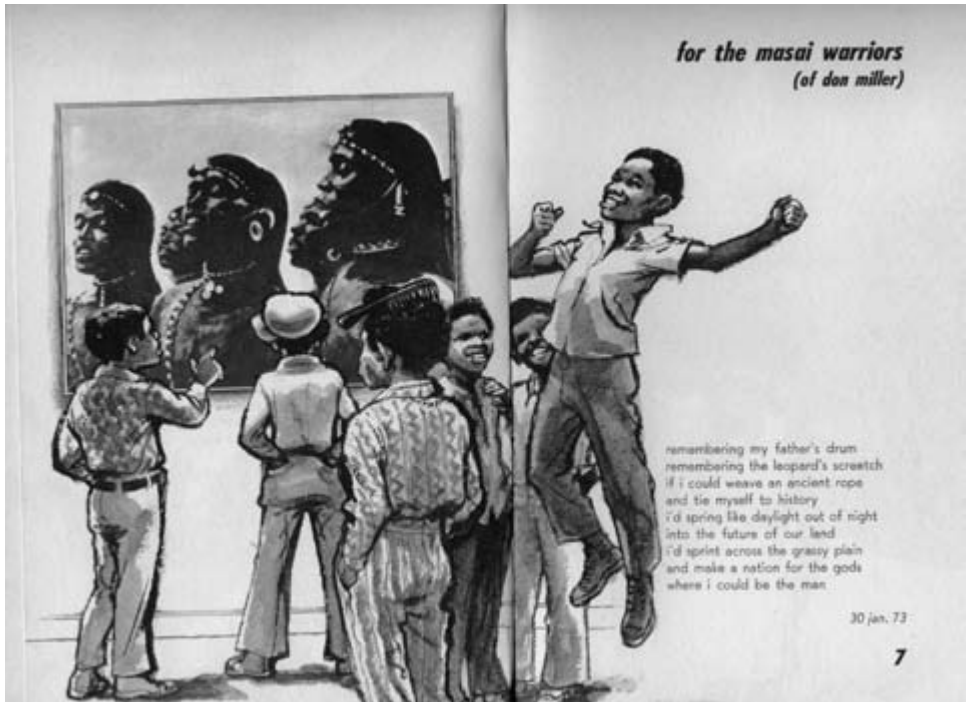 for the masai warriors
(of don miller)
remembering my father's drum
remembering the leopard's screetch
if i could weave an ancient rope
and tie myself to history
i'd spring like daylight out of night
into the future of our land
i'd sprint across the grassy plain
and make a nation for the gods
where i could be the man
30 jan. 73
7